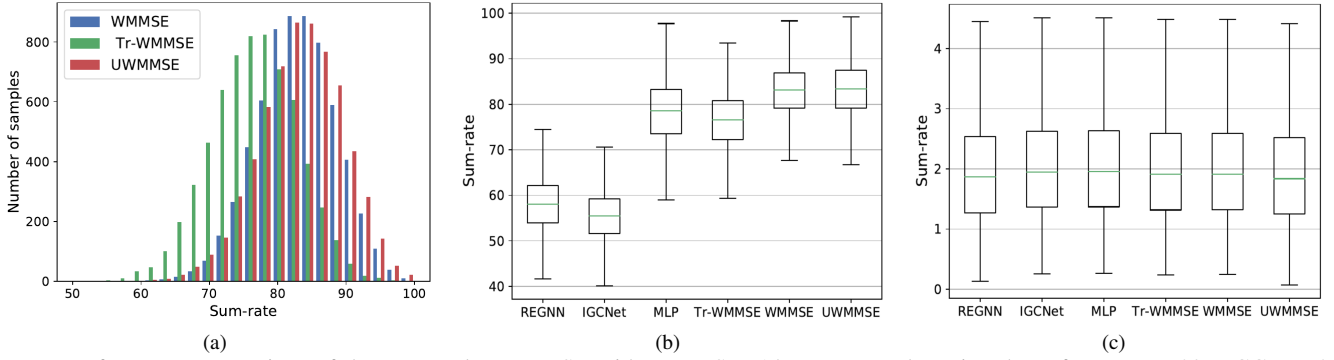 WMMSE
Tr-WMMSE
UWMMSE
Number of samples
800
600
400
200
0
50 60 70 80 90 100
Sum-rate
(a)
Sum-rate
100
90
80
70
60
50
40
REGNN IGCNet MLP Tr-WMMSE WMMSE UWMMSE
(b)
Sum-rate
4
3
2
1
0
REGNN IGCNet MLP Tr-WMMSE WMMSE UWMMSE
(c)